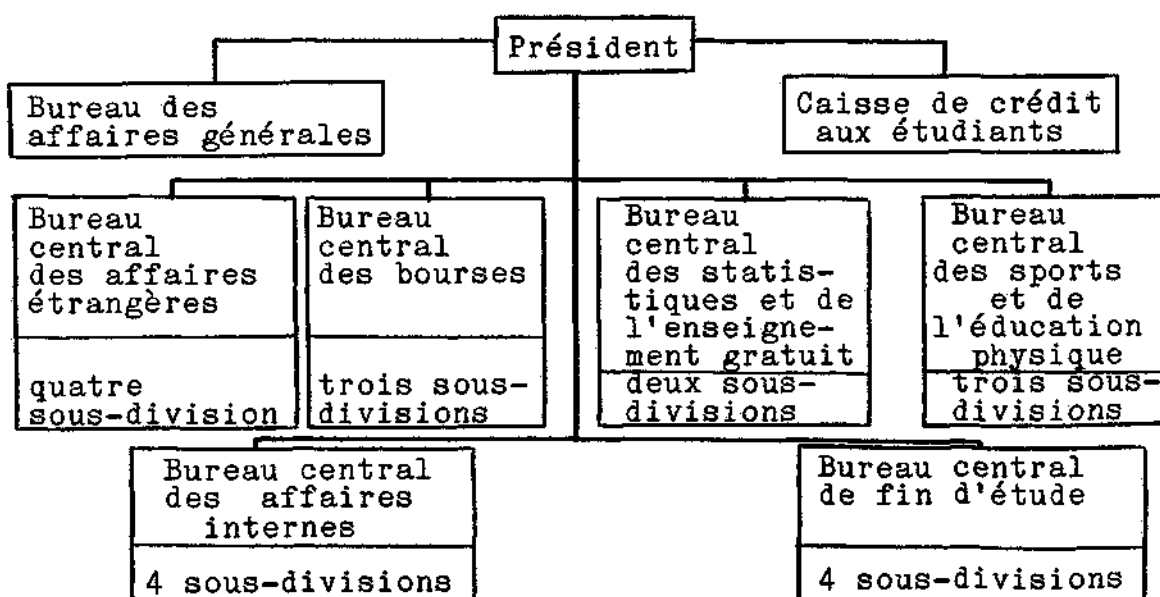 Président
Bureau des
affaires générales
Caisse de crédit
aux étudiants
Bureau
central
des affaires
étrangères
quatre
sous-division
Bureau
central
des bourses
trois sous-
divisions
Bureau
central
des statis-
tiques et de
l'enseigne-
ment gratuit
deux sous-
divisions
Bureau
central
des sports
et de
l'éducation
physique
trois sous-
divisions
Bureau central
des affaires
internes
4 sous-divisions
Bureau central
de fin d'étude
4 sous-divisions